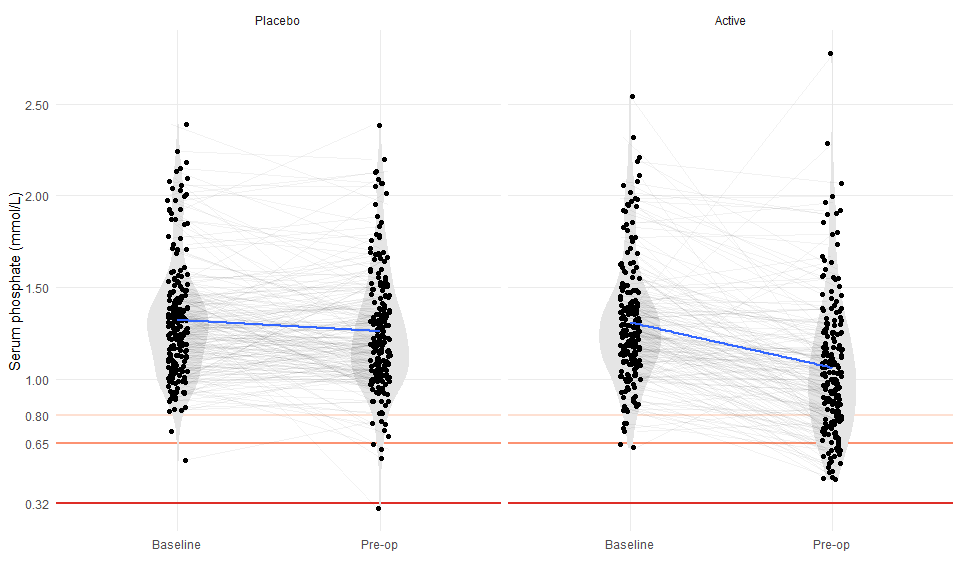 Placebo
Active
Serum phosphate (mmol/L)
2.50
2.00
1.50
1.00
0.80
0.65
0.32
Baseline
Pre-op
Baseline
Pre-op